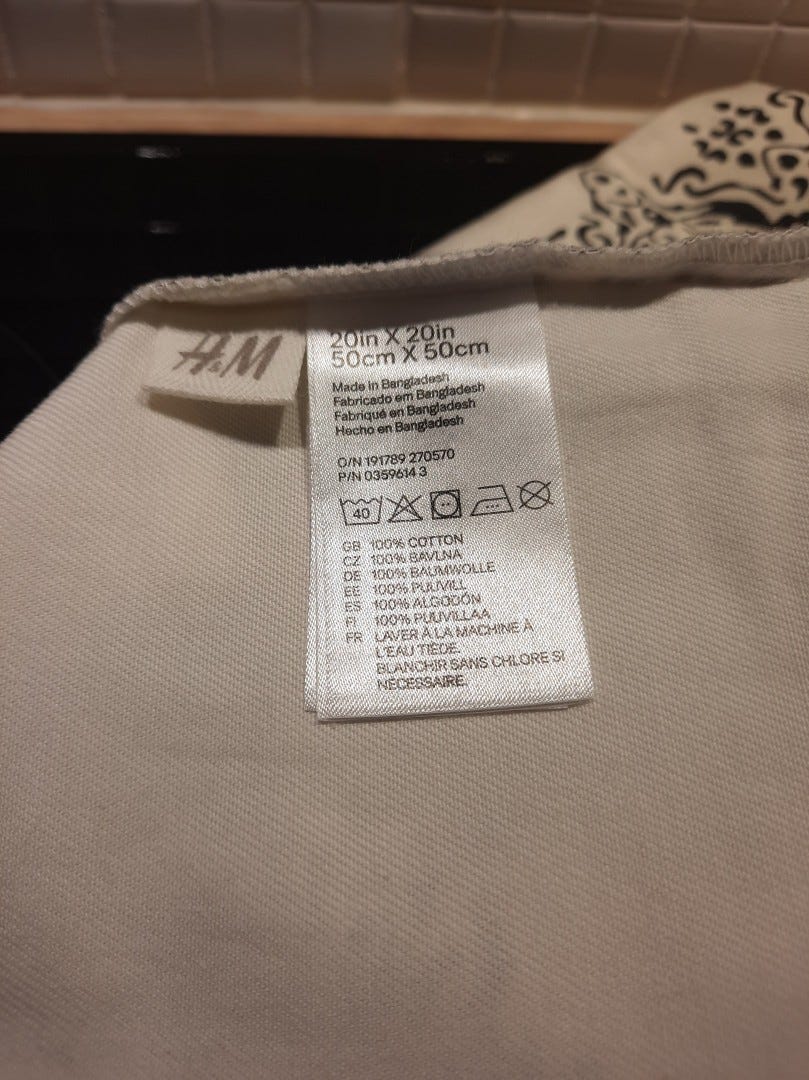 H&M
20in X 20in
50cm X 50cm
Made in Bangladesh
Fabricado em Bangladesh
Fabriqué en Bangladesh
Hecho en Bangladesh
O/N 191789 270570
P/N 0359614 3
40
GB 100% COTTON
CZ 100% BAVLNA
DE 100% BAUMWOLLE
EE 100% PUUVILL
ES 100% ALGODÓN
FI 100% PUUVILLAA
FR LAVER À LA MACHINE À
L'EAU TIÈDE.
BLANCHIR SANS CHLORE SI
NÉCESSAIRE.